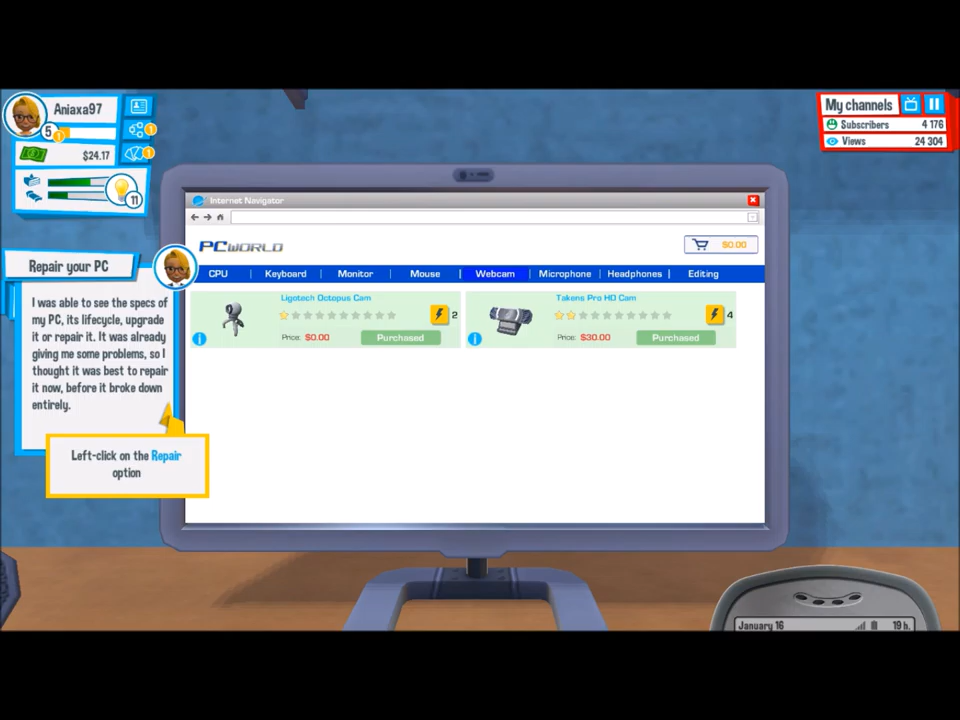 Aniaxa97
5
1
1
$24.17
1
11
My channels
Subscribers 4 176
Views 24 304
Internet Navigator
PCWORLD
$0.00
CPU Keyboard Monitor Mouse Webcam Microphone Headphones Editing
Ligotech Octopus Cam
2
Price: $0.00 Purchased
Takens Pro HD Cam
4
Price: $30.00 Purchased
Repair your PC
I was able to see the specs of
my PC, its lifecycle, upgrade
it or repair it. It was already
giving me some problems, so I
thought it was best to repair
it now, before it broke down
entirely.
Left-click on the Repair
option
January 16 19 h.